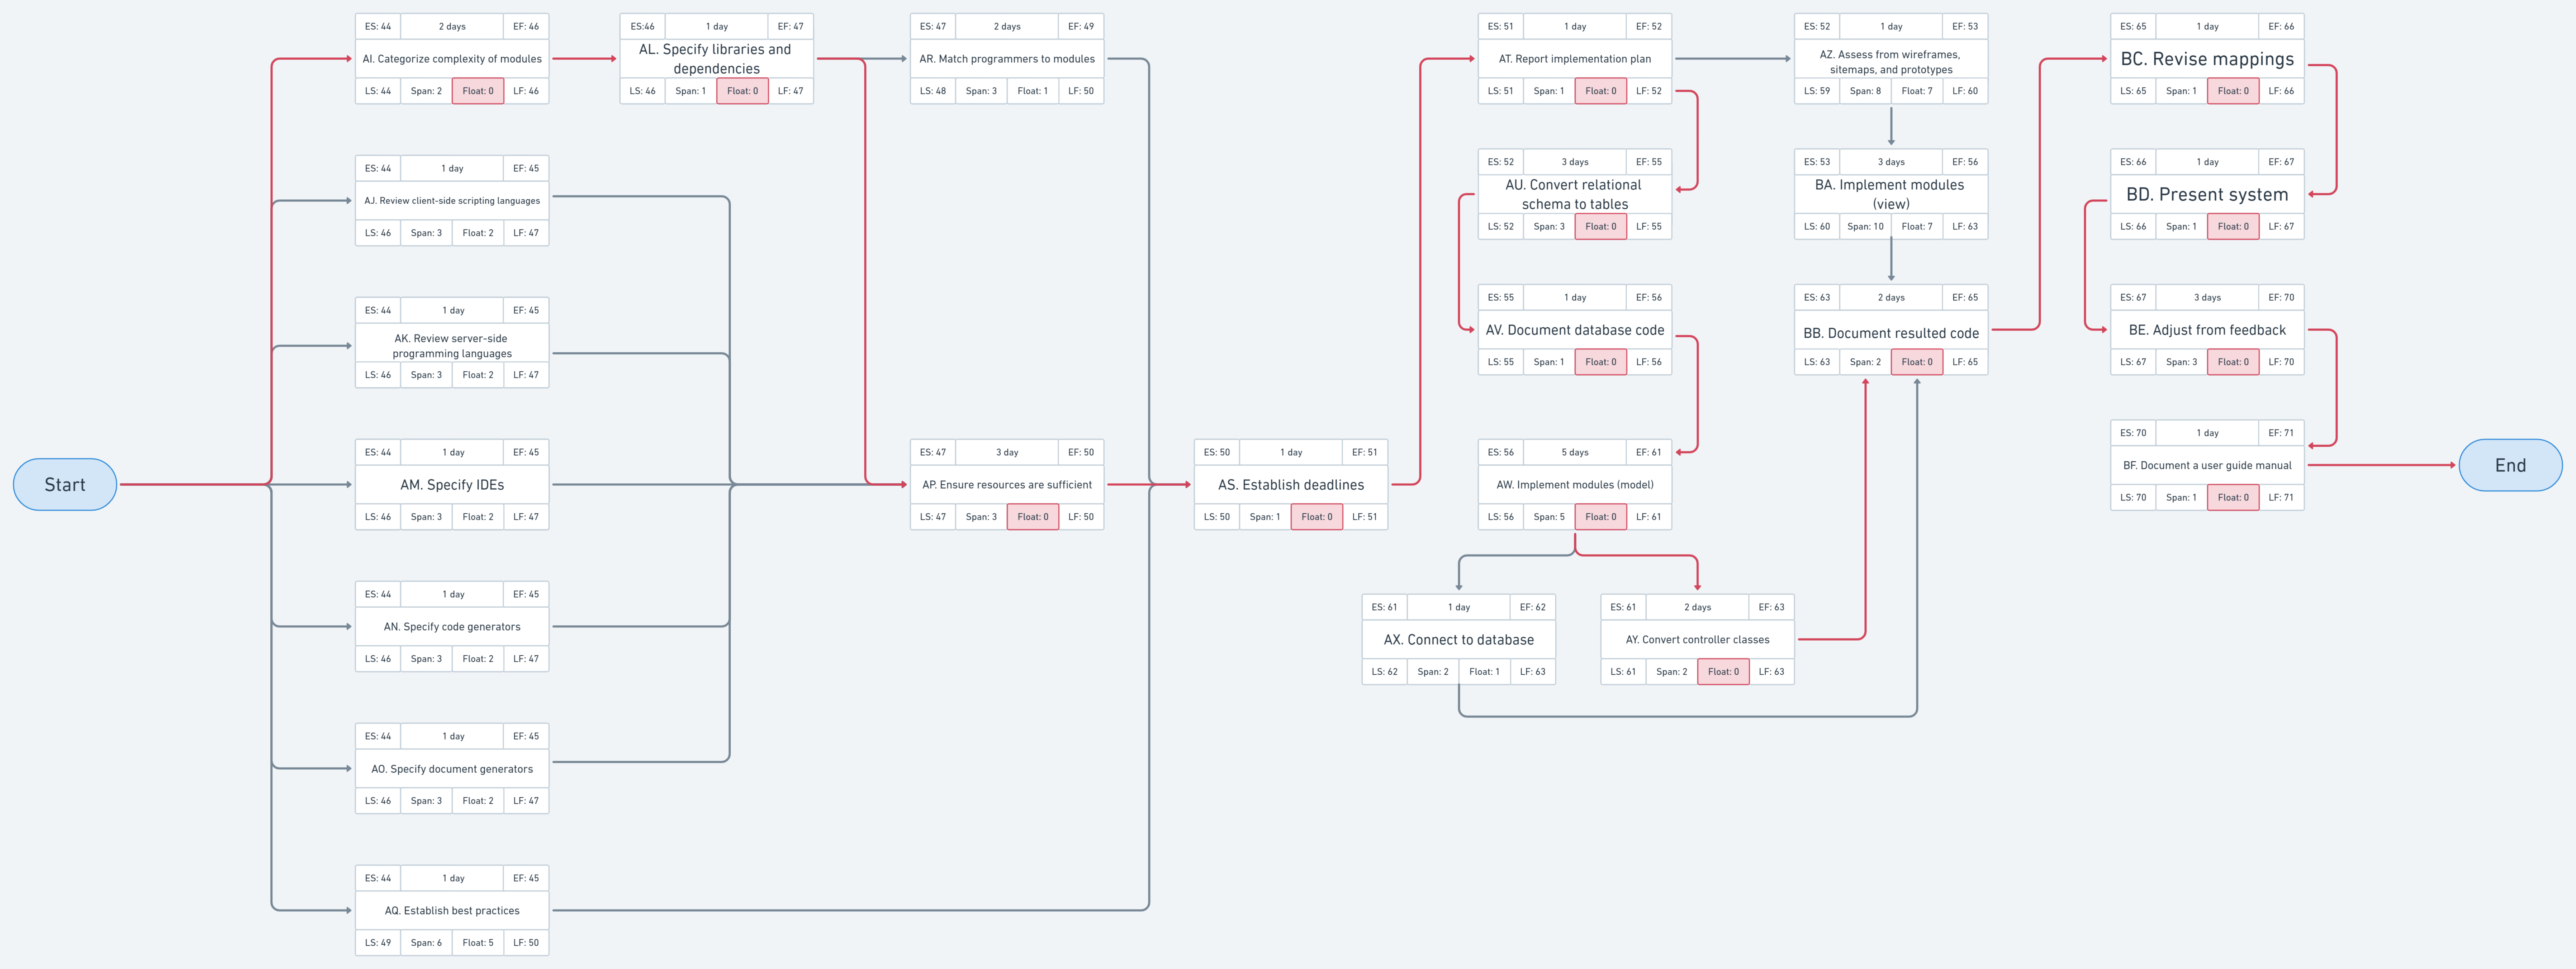 Start
ES: 44 2 days EF: 46
AI. Categorize complexity of modules
LS: 44 Span: 2 Float: 0 LF: 46
ES:46 1 day EF: 47
AL. Specify libraries and
dependencies
LS: 46 Span: 1 Float: 0 LF: 47
ES: 47 2 days EF: 49
AR. Match programmers to modules
LS: 48 Span: 3 Float: 1 LF: 50
ES: 44 1 day EF: 45
AJ. Review client-side scripting languages
LS: 46 Span: 3 Float: 2 LF: 47
ES: 44 1 day EF: 45
AK. Review server-side
programming languages
LS: 46 Span: 3 Float: 2 LF: 47
ES: 44 1 day EF: 45
AM. Specify IDEs
LS: 46 Span: 3 Float: 2 LF: 47
ES: 44 1 day EF: 45
AN. Specify code generators
LS: 46 Span: 3 Float: 2 LF: 47
ES: 44 1 day EF: 45
AO. Specify document generators
LS: 46 Span: 3 Float: 2 LF: 47
ES: 44 1 day EF: 45
AQ. Establish best practices
LS: 49 Span: 6 Float: 5 LF: 50
ES: 47 3 day EF: 50
AP. Ensure resources are sufficient
LS: 47 Span: 3 Float: 0 LF: 50
ES: 50 1 day EF: 51
AS. Establish deadlines
LS: 50 Span: 1 Float: 0 LF: 51
ES: 51 1 day EF: 52
AT. Report implementation plan
LS: 51 Span: 1 Float: 0 LF: 52
ES: 52 3 days EF: 55
AU. Convert relational
schema to tables
LS: 52 Span: 3 Float: 0 LF: 55
ES: 55 1 day EF: 56
AV. Document database code
LS: 55 Span: 1 Float: 0 LF: 56
ES: 56 5 days EF: 61
AW. Implement modules (model)
LS: 56 Span: 5 Float: 0 LF: 61
ES: 61 1 day EF: 62
AX. Connect to database
LS: 62 Span: 2 Float: 1 LF: 63
ES: 61 2 days EF: 63
AY. Convert controller classes
LS: 61 Span: 2 Float: 0 LF: 63
ES: 52 1 day EF: 53
AZ. Assess from wireframes,
sitemaps, and prototypes
LS: 59 Span: 8 Float: 7 LF: 60
ES: 53 3 days EF: 56
BA. Implement modules
(view)
LS: 60 Span: 10 Float: 7 LF: 63
ES: 63 2 days EF: 65
BB. Document resulted code
LS: 63 Span: 2 Float: 0 LF: 65
ES: 65 1 day EF: 66
BC. Revise mappings
LS: 65 Span: 1 Float: 0 LF: 66
ES: 66 1 day EF: 67
BD. Present system
LS: 66 Span: 1 Float: 0 LF: 67
ES: 67 3 days EF: 70
BE. Adjust from feedback
LS: 67 Span: 3 Float: 0 LF: 70
ES: 70 1 day EF: 71
BF. Document a user guide manual
LS: 70 Span: 1 Float: 0 LF: 71
End